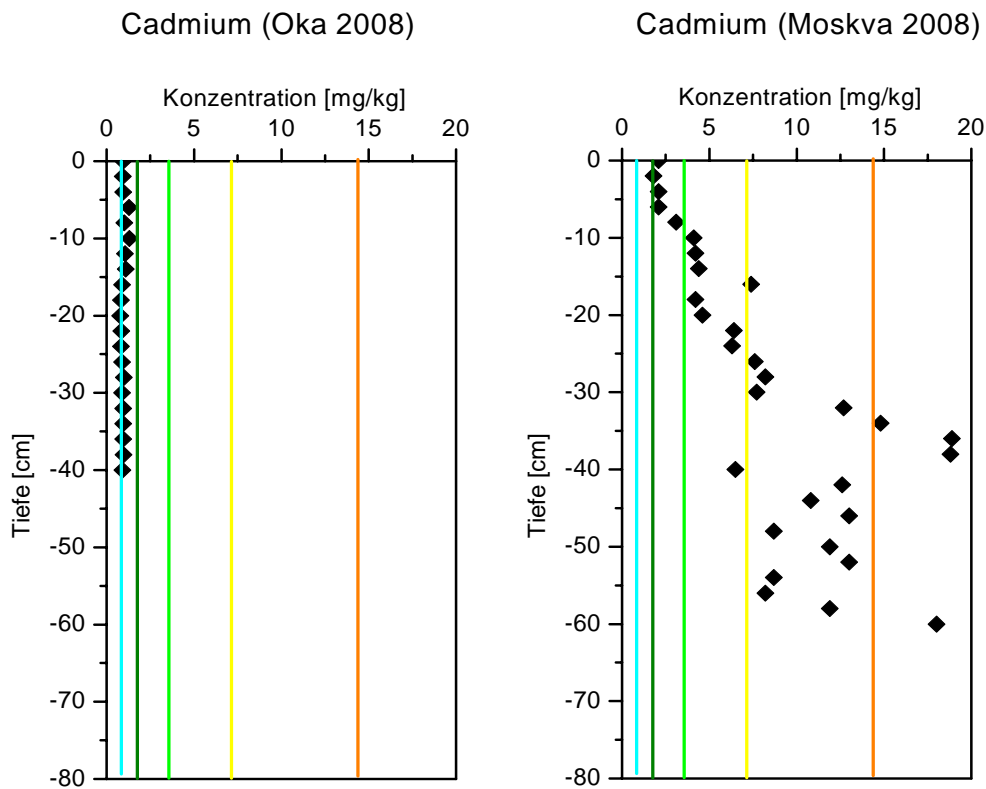 Cadmium (Oka 2008)
Konzentration [mg/kg]
0 5 10 15 20
0
-10
-20
-30
-40
-50
-60
-70
-80
Tiefe [cm]
Cadmium (Moskva 2008)
Konzentration [mg/kg]
0 5 10 15 20
0
-10
-20
-30
-40
-50
-60
-70
-80
Tiefe [cm]